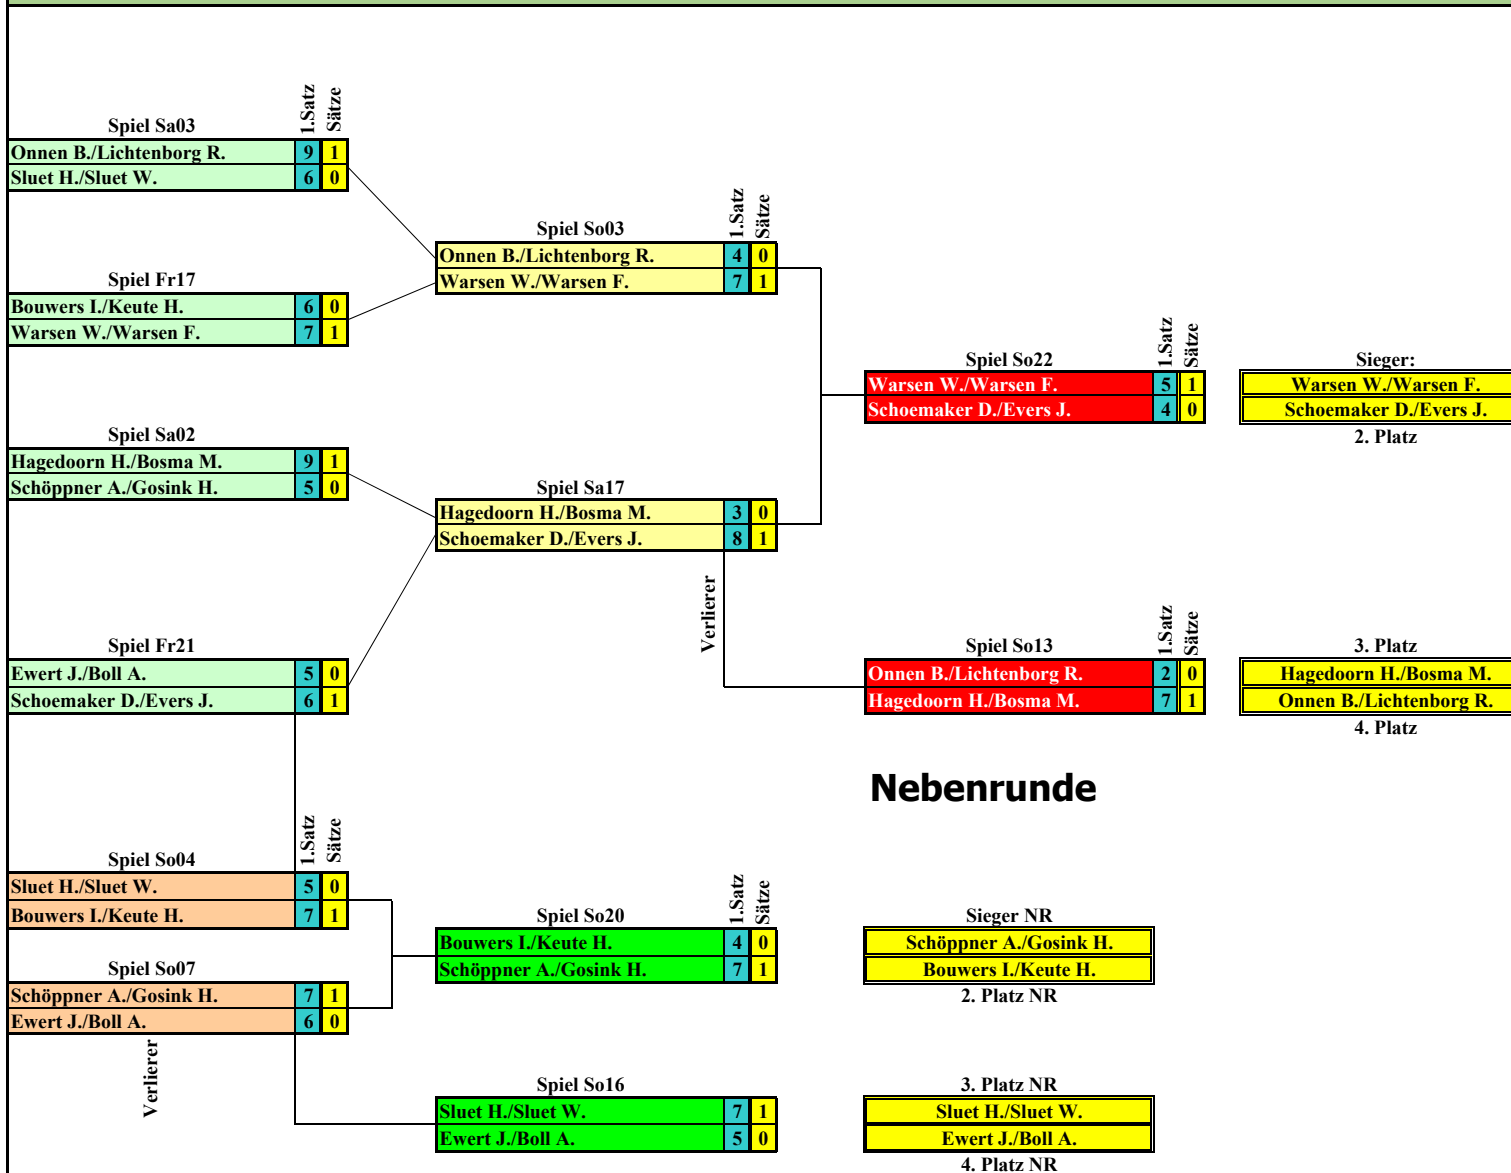 Spiel Sa03 1.Satz Sätze
Onnen B./Lichtenborg R. 9 1
Sluet H./Sluet W. 6 0
Spiel Fr17
Bouwers I./Keute H. 6 0
Warsen W./Warsen F. 7 1
Spiel So03 1.Satz Sätze
Onnen B./Lichtenborg R. 4 0
Warsen W./Warsen F. 7 1
Spiel Sa02
Hagedoorn H./Bosma M. 9 1
Schöppner A./Gosink H. 5 0
Spiel Fr21
Ewert J./Boll A. 5 0
Schoemaker D./Evers J. 6 1
Spiel Sa17
Hagedoorn H./Bosma M. 3 0
Schoemaker D./Evers J. 8 1
Verlierer
Spiel So22 1.Satz Sätze
Warsen W./Warsen F. 5 1
Schoemaker D./Evers J. 4 0
Sieger:
Warsen W./Warsen F.
Schoemaker D./Evers J.
2. Platz
Spiel So13 1.Satz Sätze
Onnen B./Lichtenborg R. 2 0
Hagedoorn H./Bosma M. 7 1
3. Platz
Hagedoorn H./Bosma M.
Onnen B./Lichtenborg R.
4. Platz
Nebenrunde
Spiel So04 1.Satz Sätze
Sluet H./Sluet W. 5 0
Bouwers I./Keute H. 7 1
Spiel So07
Schöppner A./Gosink H. 7 1
Ewert J./Boll A. 6 0
Verlierer
Spiel So20 1.Satz Sätze
Bouwers I./Keute H. 4 0
Schöppner A./Gosink H. 7 1
Sieger NR
Schöppner A./Gosink H.
Bouwers I./Keute H.
2. Platz NR
Spiel So16
Sluet H./Sluet W. 7 1
Ewert J./Boll A. 5 0
3. Platz NR
Sluet H./Sluet W.
Ewert J./Boll A.
4. Platz NR